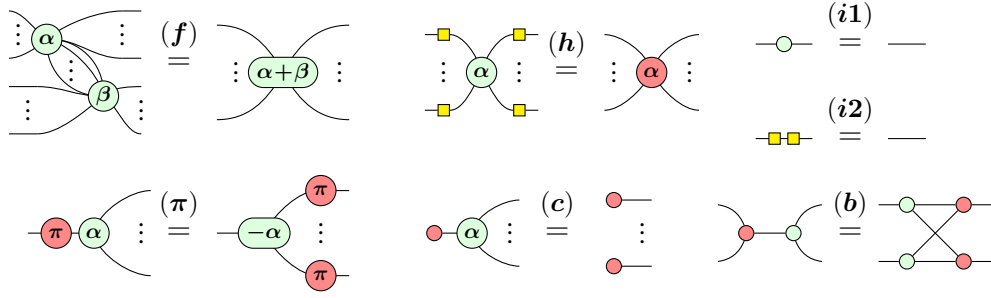 α (f) = α+β
β
(h) = α α
(i1) =
(i2) =
π α (π) = -α π π
α (c) =
(b) =